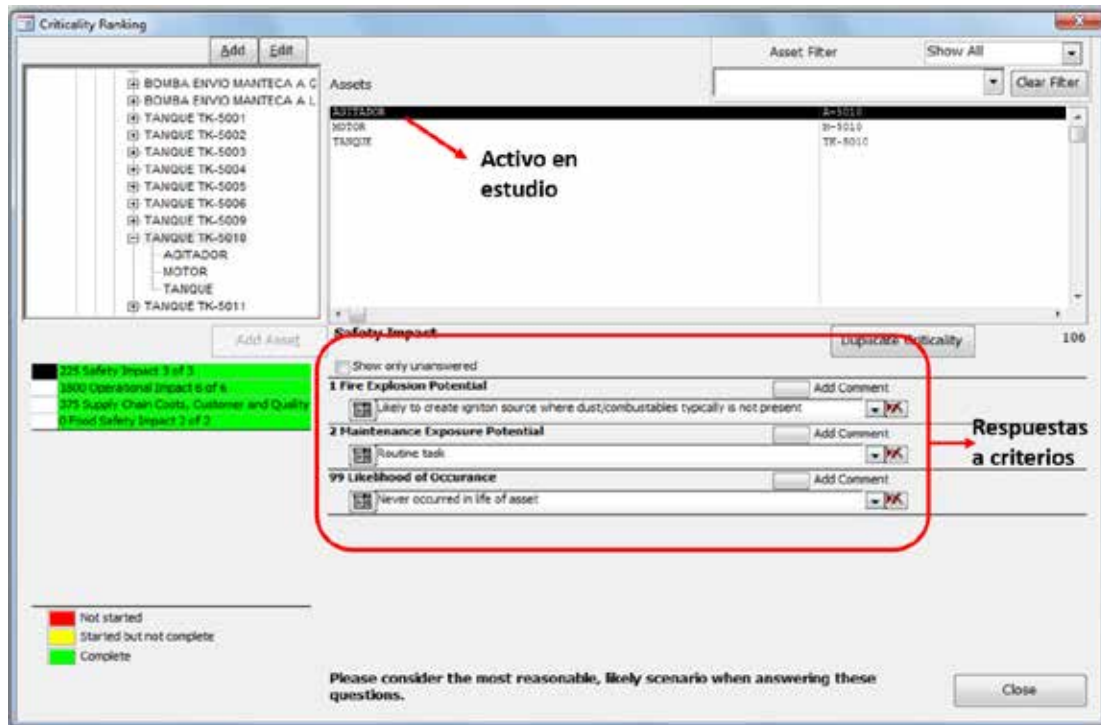 Criticality Ranking
Add Edit
Asset Filter Show All
BOMBA ENVIO MANTECA A C
BOMBA ENVIO MANTECA A L
TANQUE TK-5001
TANQUE TK-5002
TANQUE TK-5003
TANQUE TK-5004
TANQUE TK-5005
TANQUE TK-5006
TANQUE TK-5009
TANQUE TK-5010
AGITADOR
MOTOR
TANQUE
TANQUE TK-5011
Assets
Clear Filter
AGITADOR A-5010
MOTOR M-5010
TANQUE TK-5010
Activo en
estudio
Add Asset
Safety Impact
Duplicate Criticality
106
225 Safety Impact 3 of 3
Operational Impact 6 of 6
375 Supply Chain Costs, Customer and Quality
0 Food Safety Impact 2 of 2
Show only unanswered
1 Fire Explosion Potential Add Comment
Likely to create igniton source where dust/combustables typically is not present
2 Maintenance Exposure Potential Add Comment
Routine task
99 Likelihood of Occurance Add Comment
Never occurred in life of asset
Respuestas
a criterios
Not started
Started but not complete
Complete
Please consider the most reasonable, likely scenario when answering these
questions.
Close